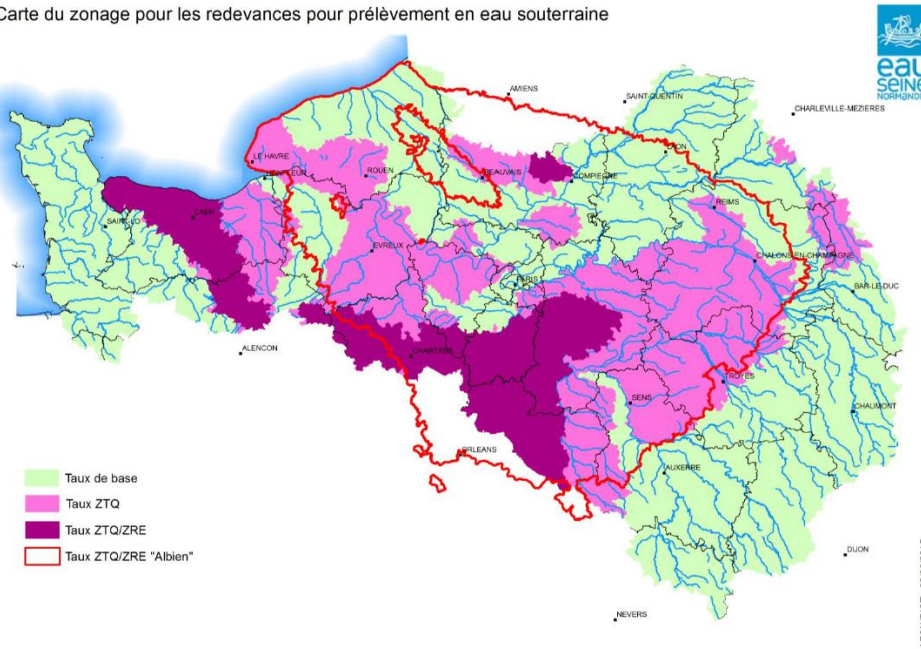 Carte du zonage pour les redevances pour prélèvement en eau souterraine
eau
SEINE
NORMANDIE
AMIENS
SAINT-QUENTIN
CHARLEVILLE-MEZIERES
LE HAVRE
ROUEN
BEAUVAIS
COMPIEGNE
REIMS
SAINT-LO
CAEN
EVREUX
PARIS
CHALONS-EN-CHAMPAGNE
BAR-LE-DUC
ALENCON
CHARTRES
TROYES
SENS
CHAUMONT
ORLEANS
AUXERRE
DIJON
NEVERS
Taux de base
Taux ZTQ
Taux ZTQ/ZRE
Taux ZTQ/ZRE "Albien"